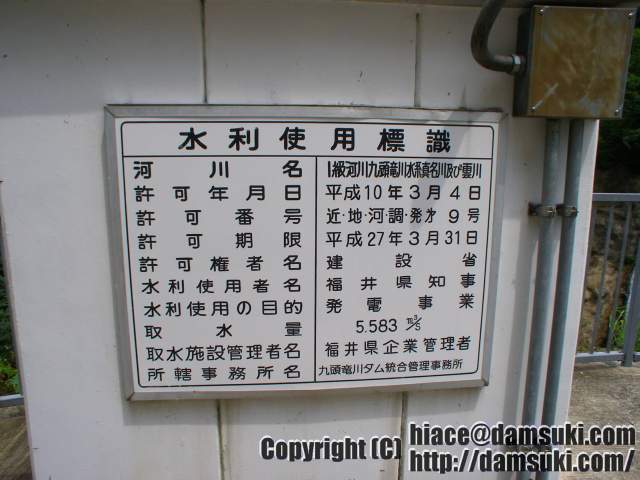 水利使用標識
河川名 1級河川九頭竜川水系真名川及び雲川
許可年月日 平成10年3月4日
許可番号 近・地・河・調・発才9号
許可期限 平成27年3月31日
許可権者名 建設省
水利使用者名 福井県知事
水利使用の目的 発電事業
取水量 5.583 m³/s
取水施設管理者名 福井県企業管理者
所轄事務所名 九頭竜川ダム統合管理事務所
Copyright (C) hiace@damsuki.com
http://damsuki.com/